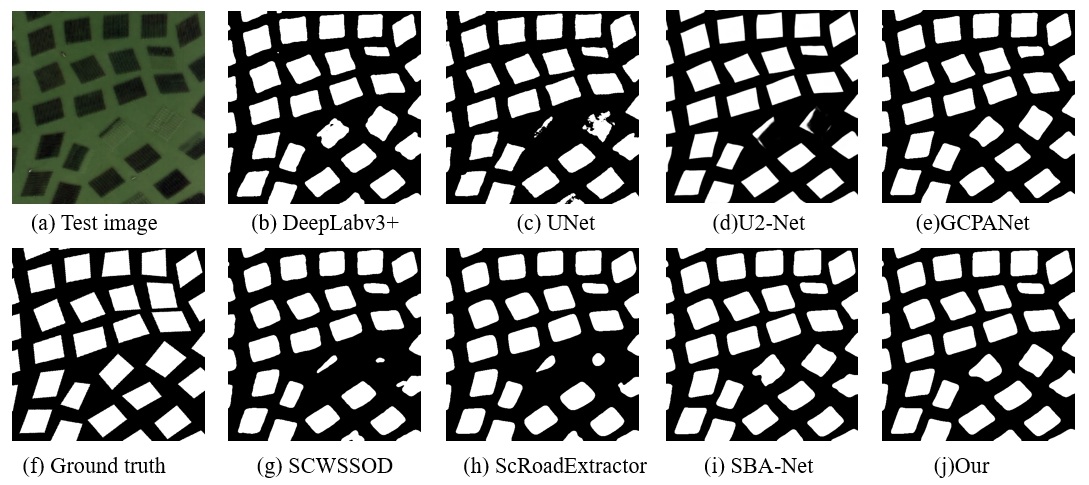 (a) Test image
(b) DeepLabv3+
(c) UNet
(d)U2-Net
(e)GCPANet
(f) Ground truth
(g) SCWSSOD
(h) ScRoadExtractor
(i) SBA-Net
(j)Our